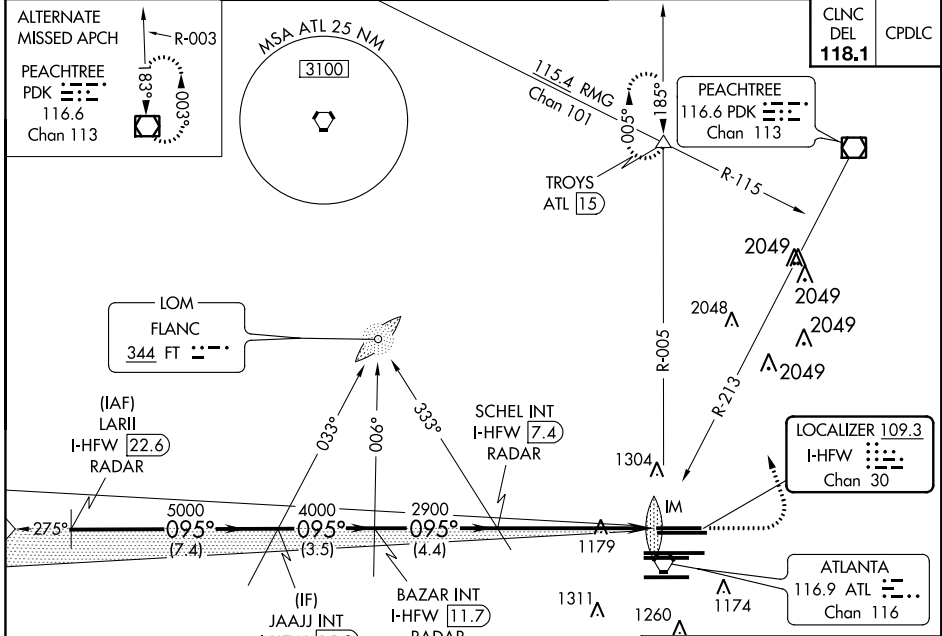 ALTERNATE
MISSED APCH
R-003
PEACHTREE
PDK
116.6
Chan 113
183°
003°
MSA ATL 25 NM
3100
115.4 RMG
Chan 101
005°
185°
TROYS
ATL 15
CLNC
DEL
118.1
CPDLC
PEACHTREE
116.6 PDK
Chan 113
R-115
2049
2049
2048
2049
2049
R-005
R-213
LOM
FLANC
344 FT
033°
006°
333°
(IAF)
LARII
I-HFW 22.6
RADAR
SCHEL INT
I-HFW 7.4
RADAR
LOCALIZER 109.3
I-HFW
Chan 30
1304
IM
275°
5000
095°
(7.4)
4000
095°
(3.5)
2900
095°
(4.4)
1179
ATLANTA
116.9 ATL
Chan 116
1174
1311
1260
(IF)
JAAJJ INT
BAZAR INT
I-HFW 11.7
RADAR